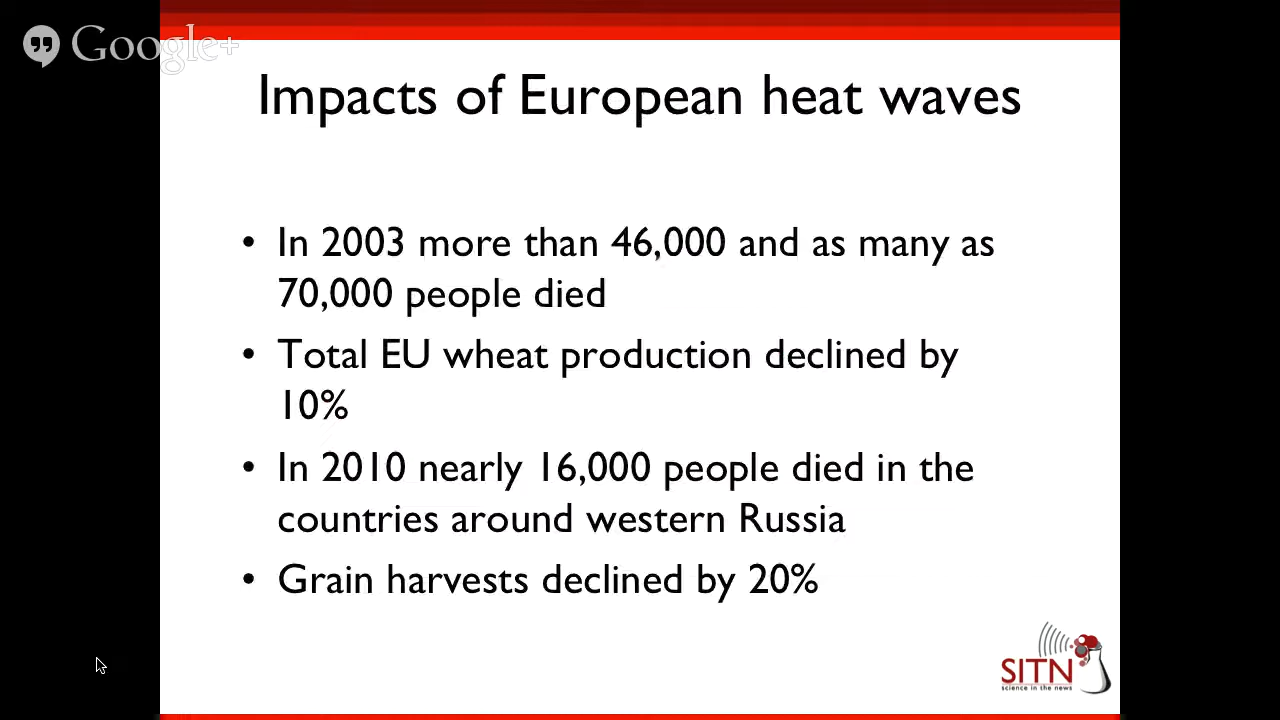 Google+
Impacts of European heat waves
• In 2003 more than 46,000 and as many as
70,000 people died
• Total EU wheat production declined by
10%
• In 2010 nearly 16,000 people died in the
countries around western Russia
• Grain harvests declined by 20%
SITN
science in the news